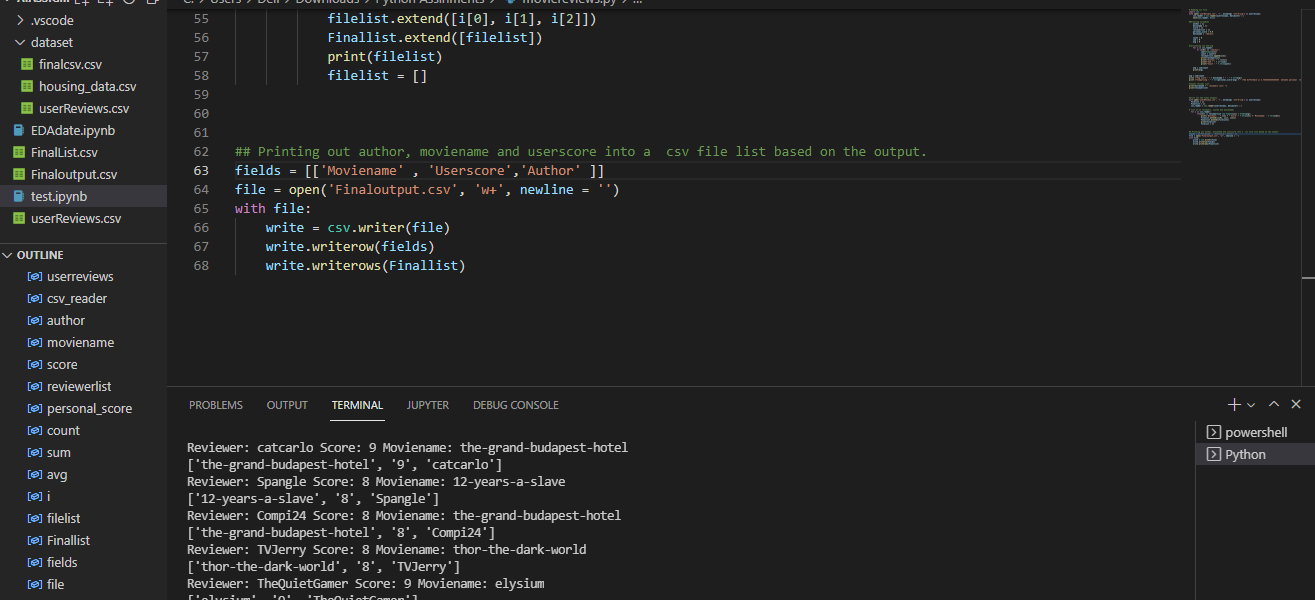 .vscode
dataset
finalcsv.csv
housing_data.csv
userReviews.csv
EDAdate.ipynb
FinalList.csv
Finaloutput.csv
test.ipynb
userReviews.csv
OUTLINE
userreviews
csv_reader
author
moviename
score
reviewerlist
personal_score
count
sum
avg
i
filelist
Finallist
fields
file
55 filelist.extend([i[0], i[1], i[2]])
56 Finallist.extend([filelist])
57 print(filelist)
58 filelist = []
59
60
61
62 ## Printing out author, moviename and userscore into a  csv file list based on the output.
63 fields = [['Moviename' , 'Userscore','Author' ]]
64 file = open('Finaloutput.csv', 'w+', newline = '')
65 with file:
66 write = csv.writer(file)
67 write.writerow(fields)
68 write.writerows(Finallist)
PROBLEMS OUTPUT TERMINAL JUPYTER DEBUG CONSOLE
Reviewer: catcarlo Score: 9 Moviename: the-grand-budapest-hotel
['the-grand-budapest-hotel', '9', 'catcarlo']
Reviewer: Spangle Score: 8 Moviename: 12-years-a-slave
['12-years-a-slave', '8', 'Spangle']
Reviewer: Compi24 Score: 8 Moviename: the-grand-budapest-hotel
['the-grand-budapest-hotel', '8', 'Compi24']
Reviewer: TVJerry Score: 8 Moviename: thor-the-dark-world
['thor-the-dark-world', '8', 'TVJerry']
Reviewer: TheQuietGamer Score: 9 Moviename: elysium
['elysium', '9', 'TheQuietGamer']
powershell
Python